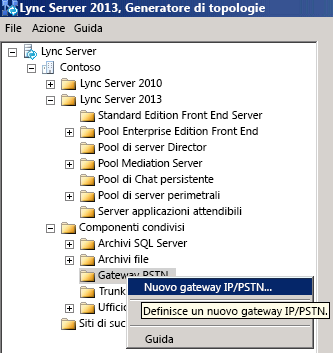 Lync Server 2013, Generatore di topologie
File Azione Guida
Lync Server
Contoso
Lync Server 2010
Lync Server 2013
Standard Edition Front End Server
Pool Enterprise Edition Front End
Pool di server Director
Pool Mediation Server
Pool di Chat persistente
Pool di server perimetrali
Server applicazioni attendibili
Componenti condivisi
Archivi SQL Server
Archivi file
Gateway PSTN
Nuovo gateway IP/PSTN...
Trunk
Definisce un nuovo gateway IP/PSTN.
Ufficio
Siti di suc
Guida